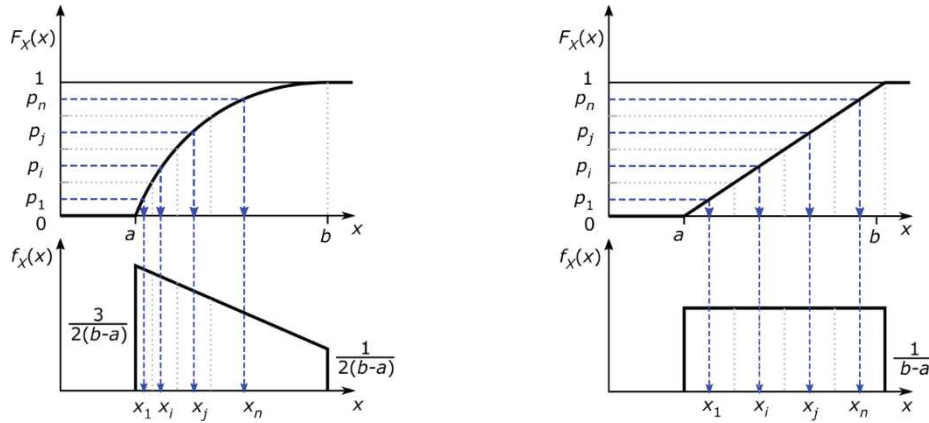 F_X(x)
1
p_n
p_j
p_i
p_1
0
a
b
x
f_X(x)
3
2(b-a)
1
2(b-a)
x_1 x_i x_j x_n x
F_X(x)
1
p_n
p_j
p_i
p_1
0
a
b
x
f_X(x)
1
b-a
x_1 x_i x_j x_n x